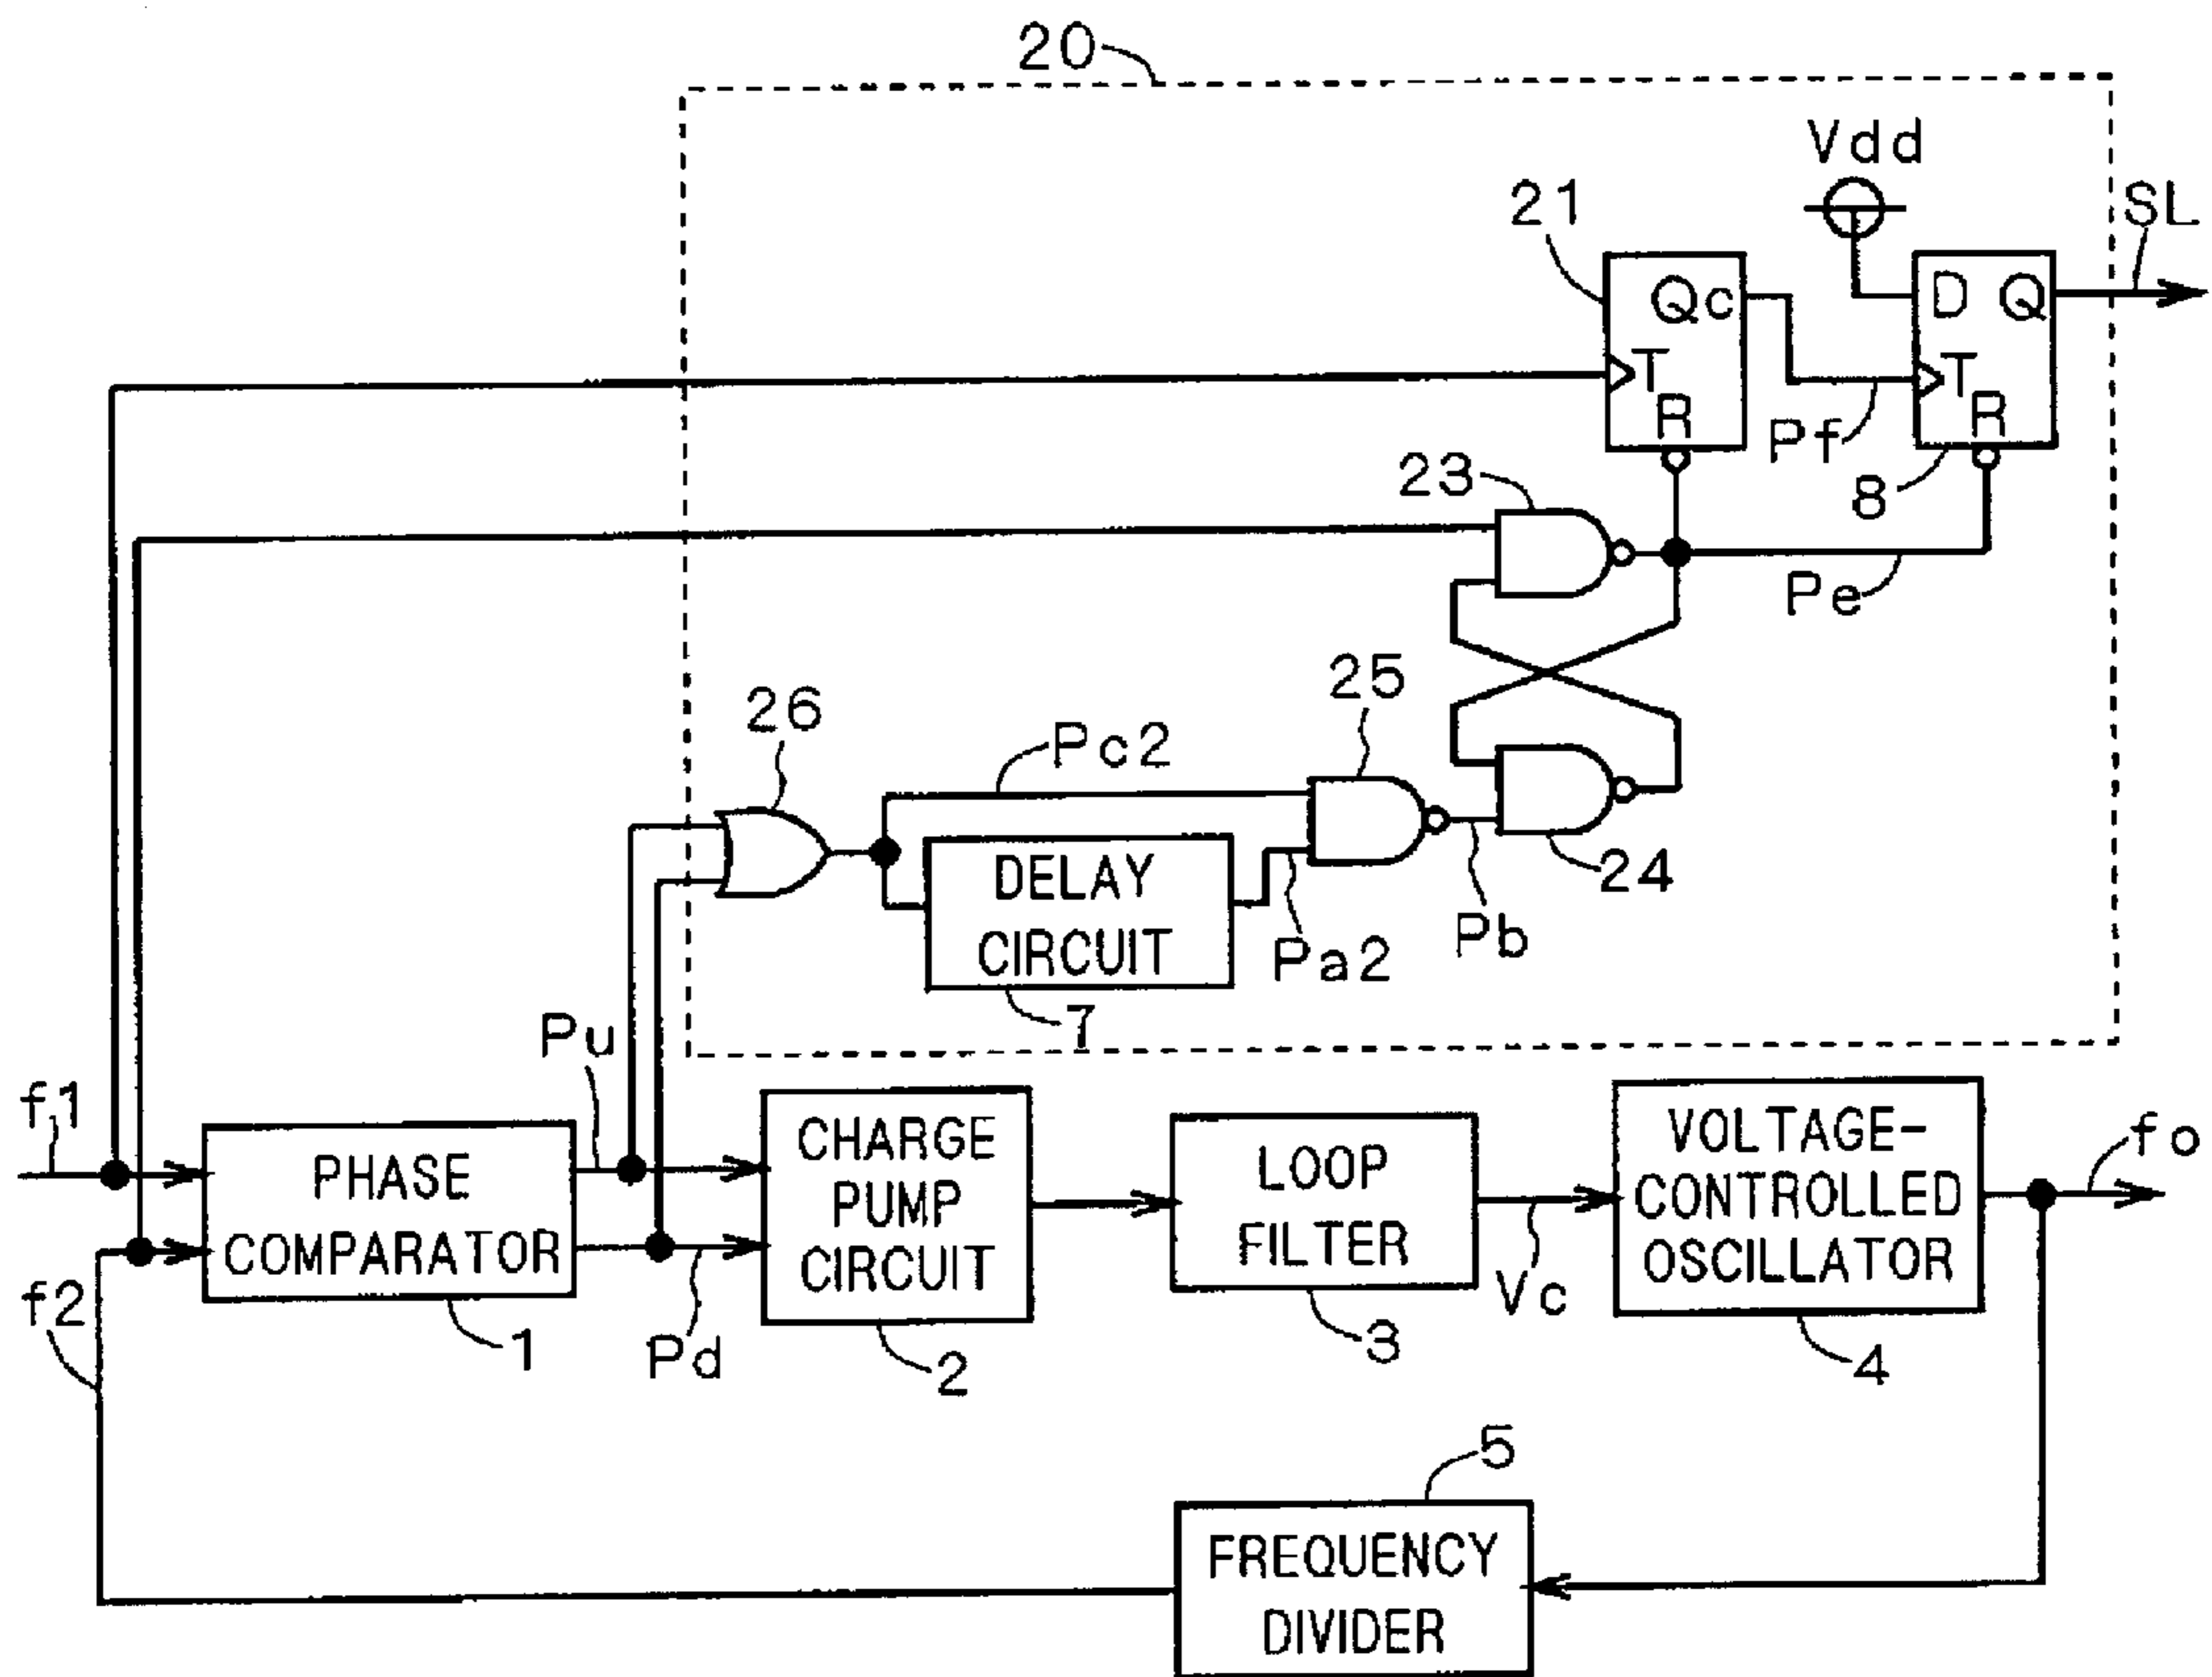 20
Vdd
21
SL
Qc
D Q
T
T
R
R
Pf
23
8
Pe
25
26
Pc2
DELAY
CIRCUIT
24
Pb
Pa2
7
Pu
f1
PHASE
COMPARATOR
CHARGE
PUMP
CIRCUIT
LOOP
FILTER
VOLTAGE-
CONTROLLED
OSCILLATOR
fo
f2
1
Pd
2
3
Vc
4
5
FREQUENCY
DIVIDER